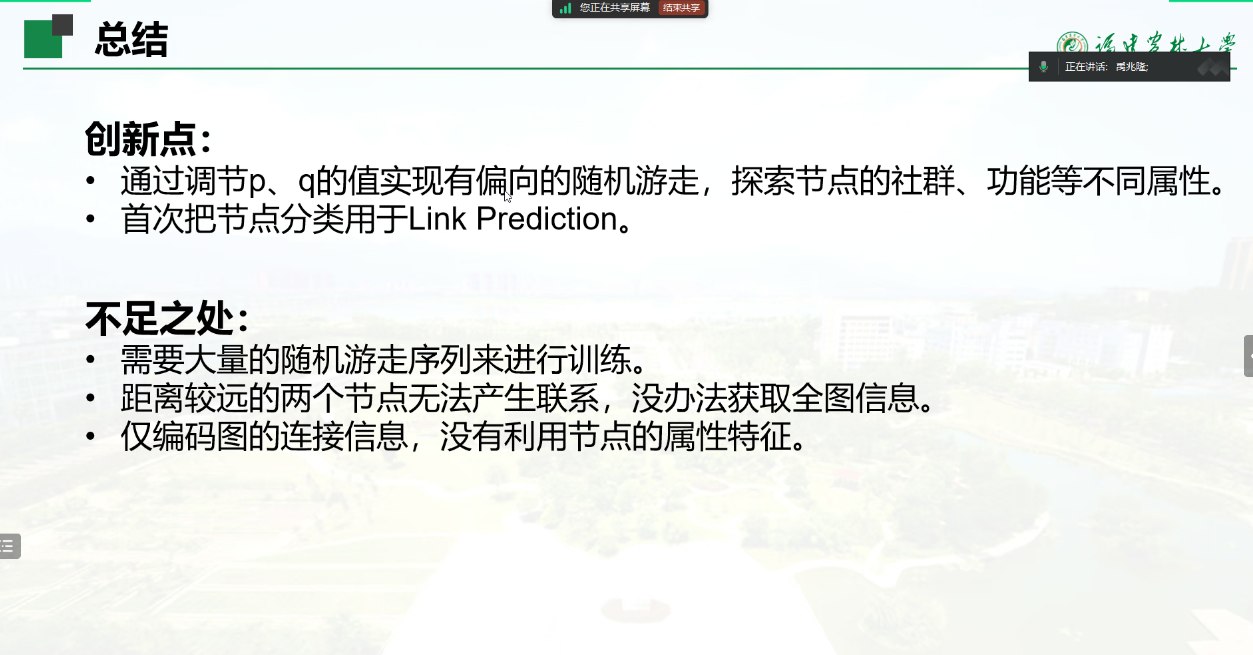 您正在共享屏幕 结束共享
总结
福建农林大学
正在讲话: 禹兆隆;
创新点:
• 通过调节p、q的值实现有偏向的随机游走，探索节点的社群、功能等不同属性。
• 首次把节点分类用于Link Prediction。
不足之处:
• 需要大量的随机游走序列来进行训练。
• 距离较远的两个节点无法产生联系，没办法获取全图信息。
• 仅编码图的连接信息，没有利用节点的属性特征。